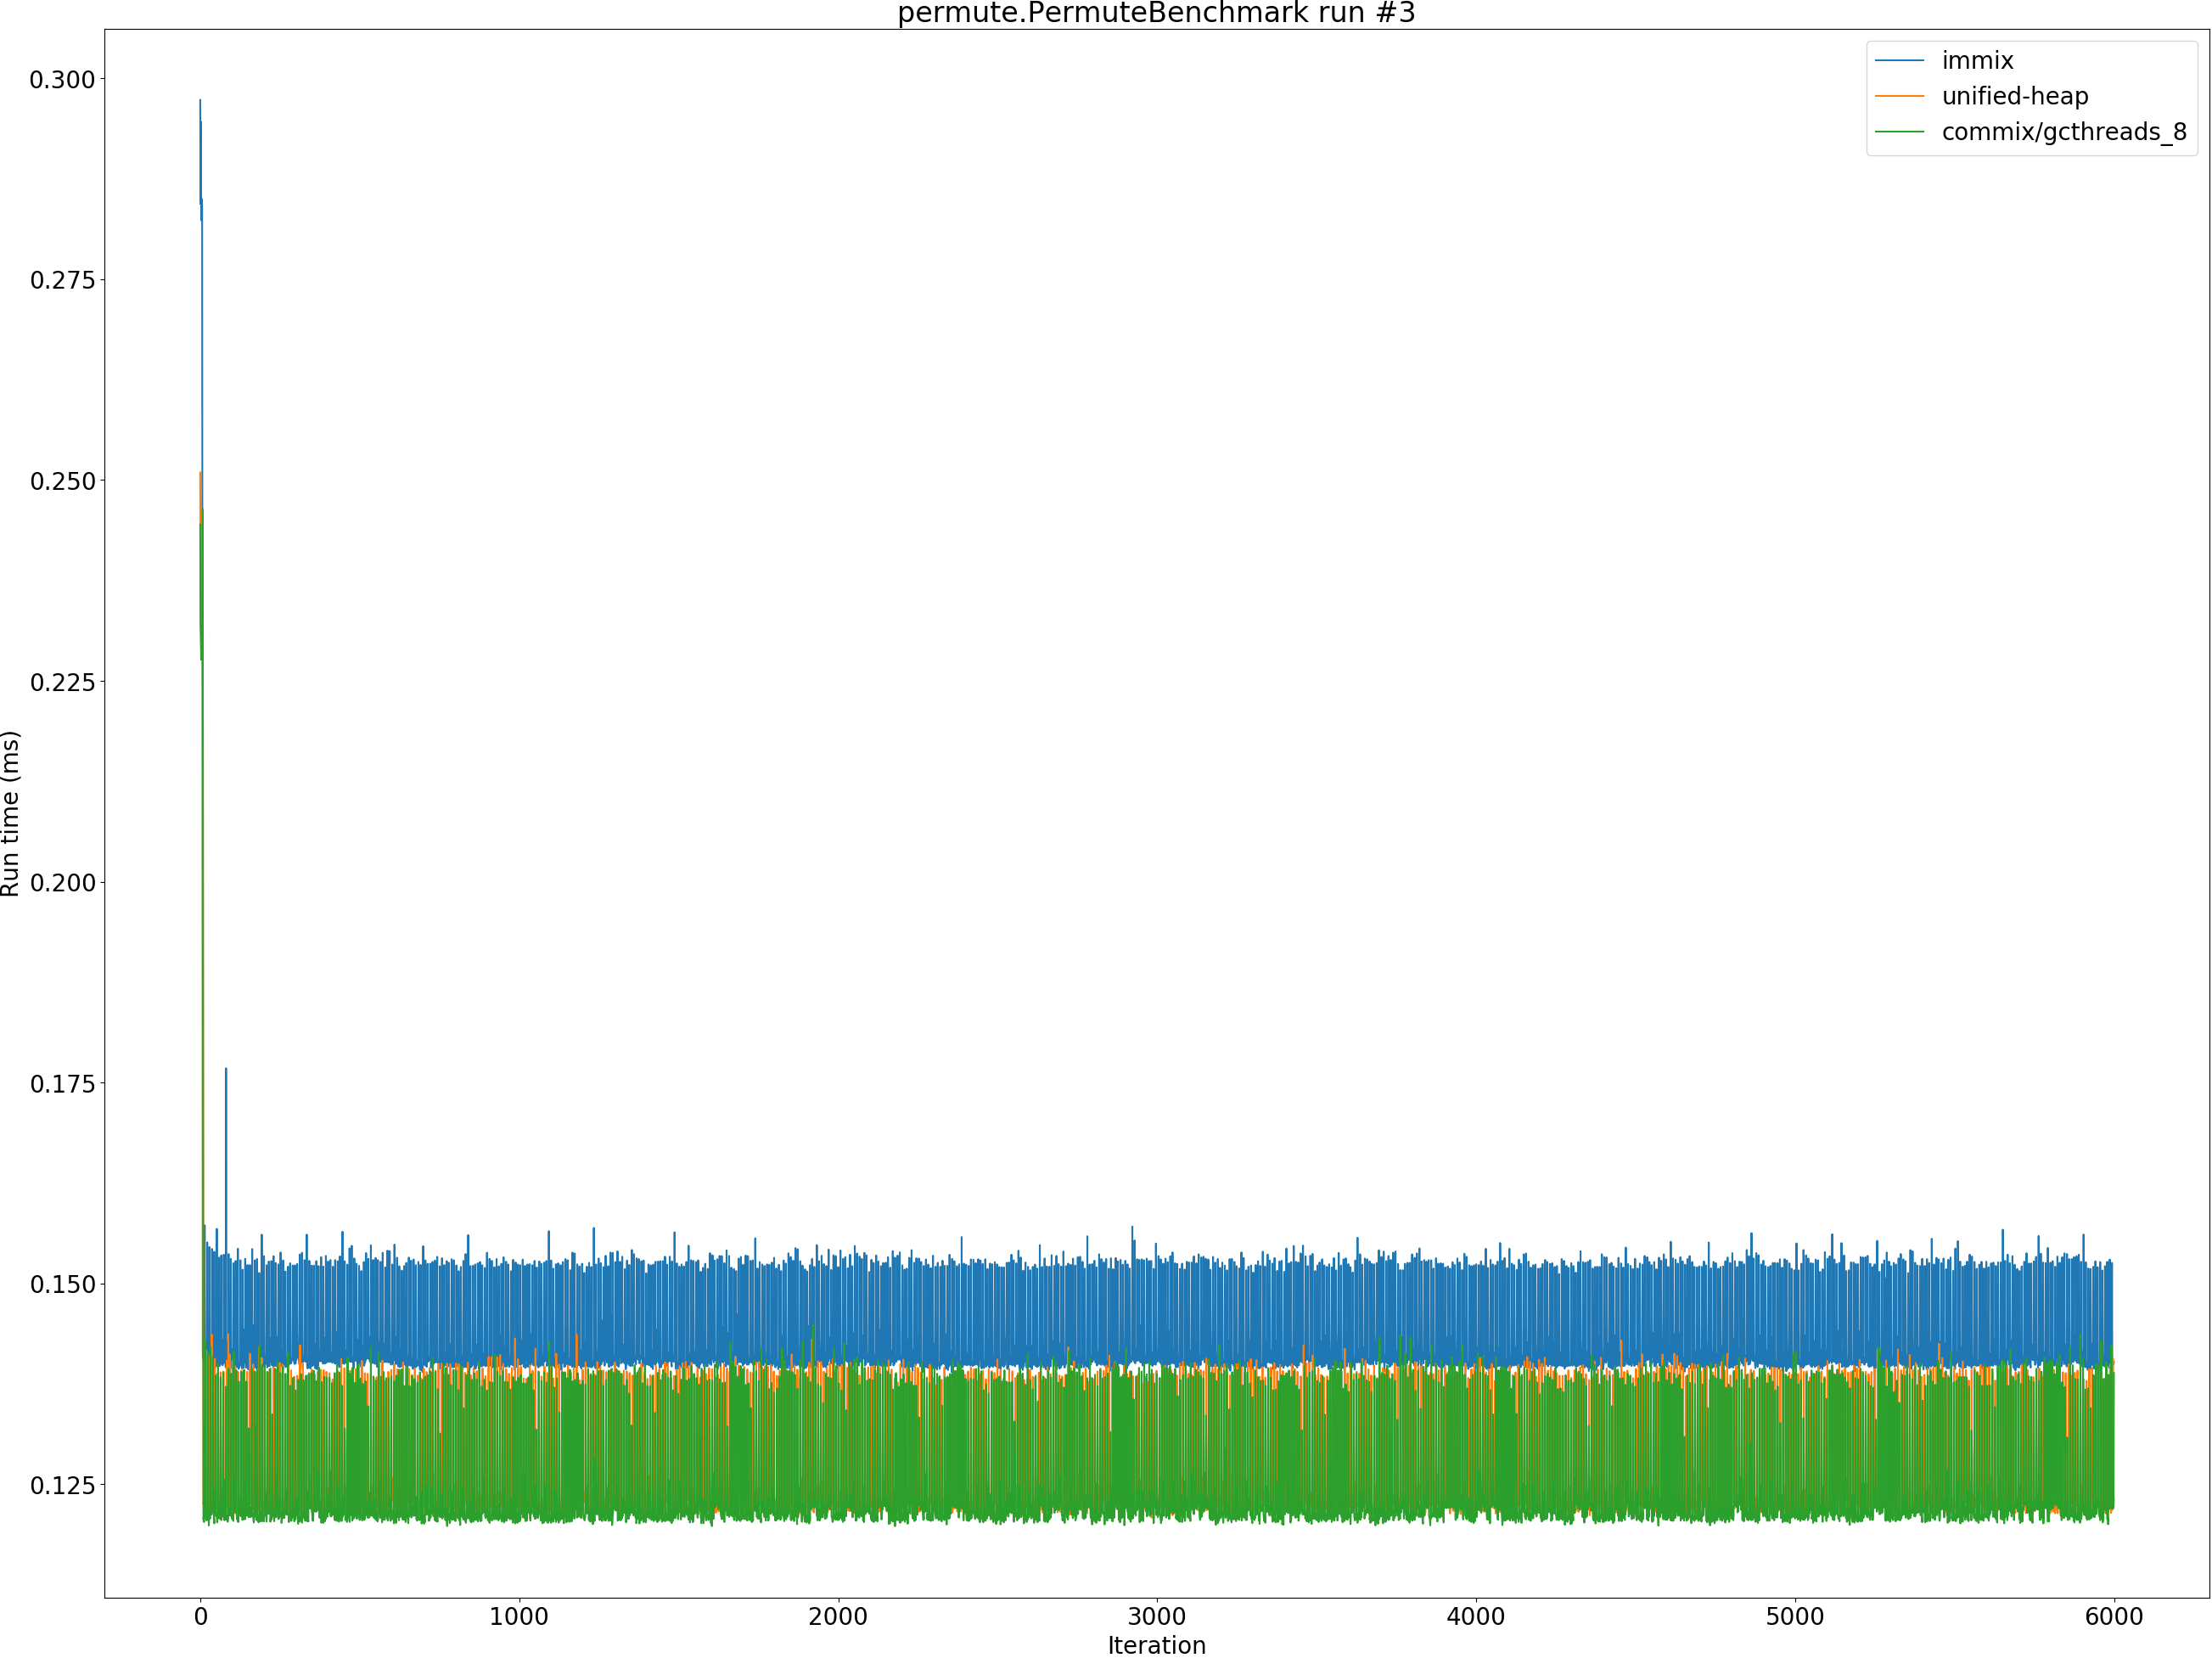 permute.PermuteBenchmark run #3
immix
unified-heap
commix/gcthreads_8
Run time (ms)
0.300
0.275
0.250
0.225
0.200
0.175
0.150
0.125
0 1000 2000 3000 4000 5000 6000
Iteration